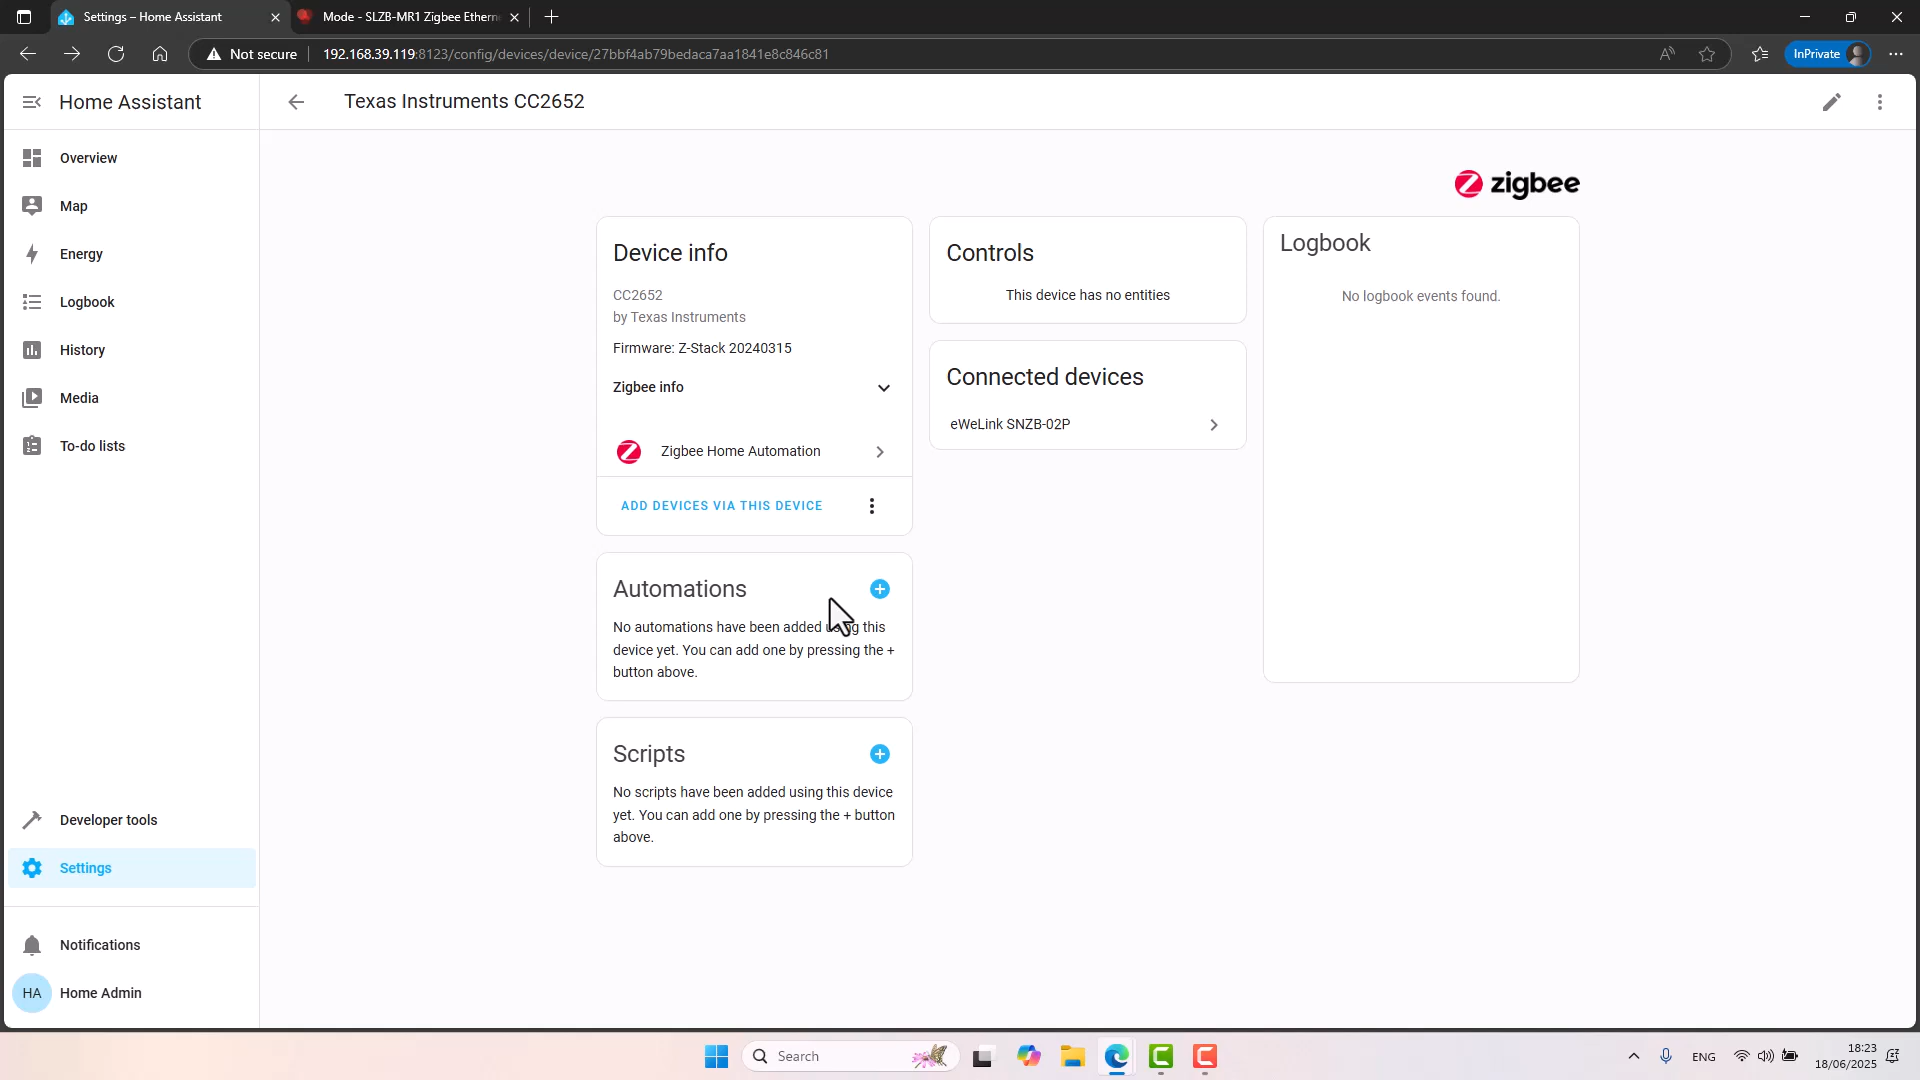 Settings – Home Assistant
Mode - SLZB-MR1 Zigbee Ethern
Not secure
192.168.39.119:8123/config/devices/device/27bbf4ab79bedaca7aa1841e8c846c81
InPrivate
Home Assistant
Texas Instruments CC2652
Overview
Map
Energy
Logbook
History
Media
To-do lists
Developer tools
Settings
Notifications
HA
Home Admin
zigbee
Device info
CC2652
by Texas Instruments
Firmware: Z-Stack 20240315
Zigbee info
Zigbee Home Automation
ADD DEVICES VIA THIS DEVICE
Automations
No automations have been added using this
device yet. You can add one by pressing the +
button above.
Scripts
No scripts have been added using this device
yet. You can add one by pressing the + button
above.
Controls
This device has no entities
Connected devices
eWeLink SNZB-02P
Logbook
No logbook events found.
Search
ENG
18:23
18/06/2025